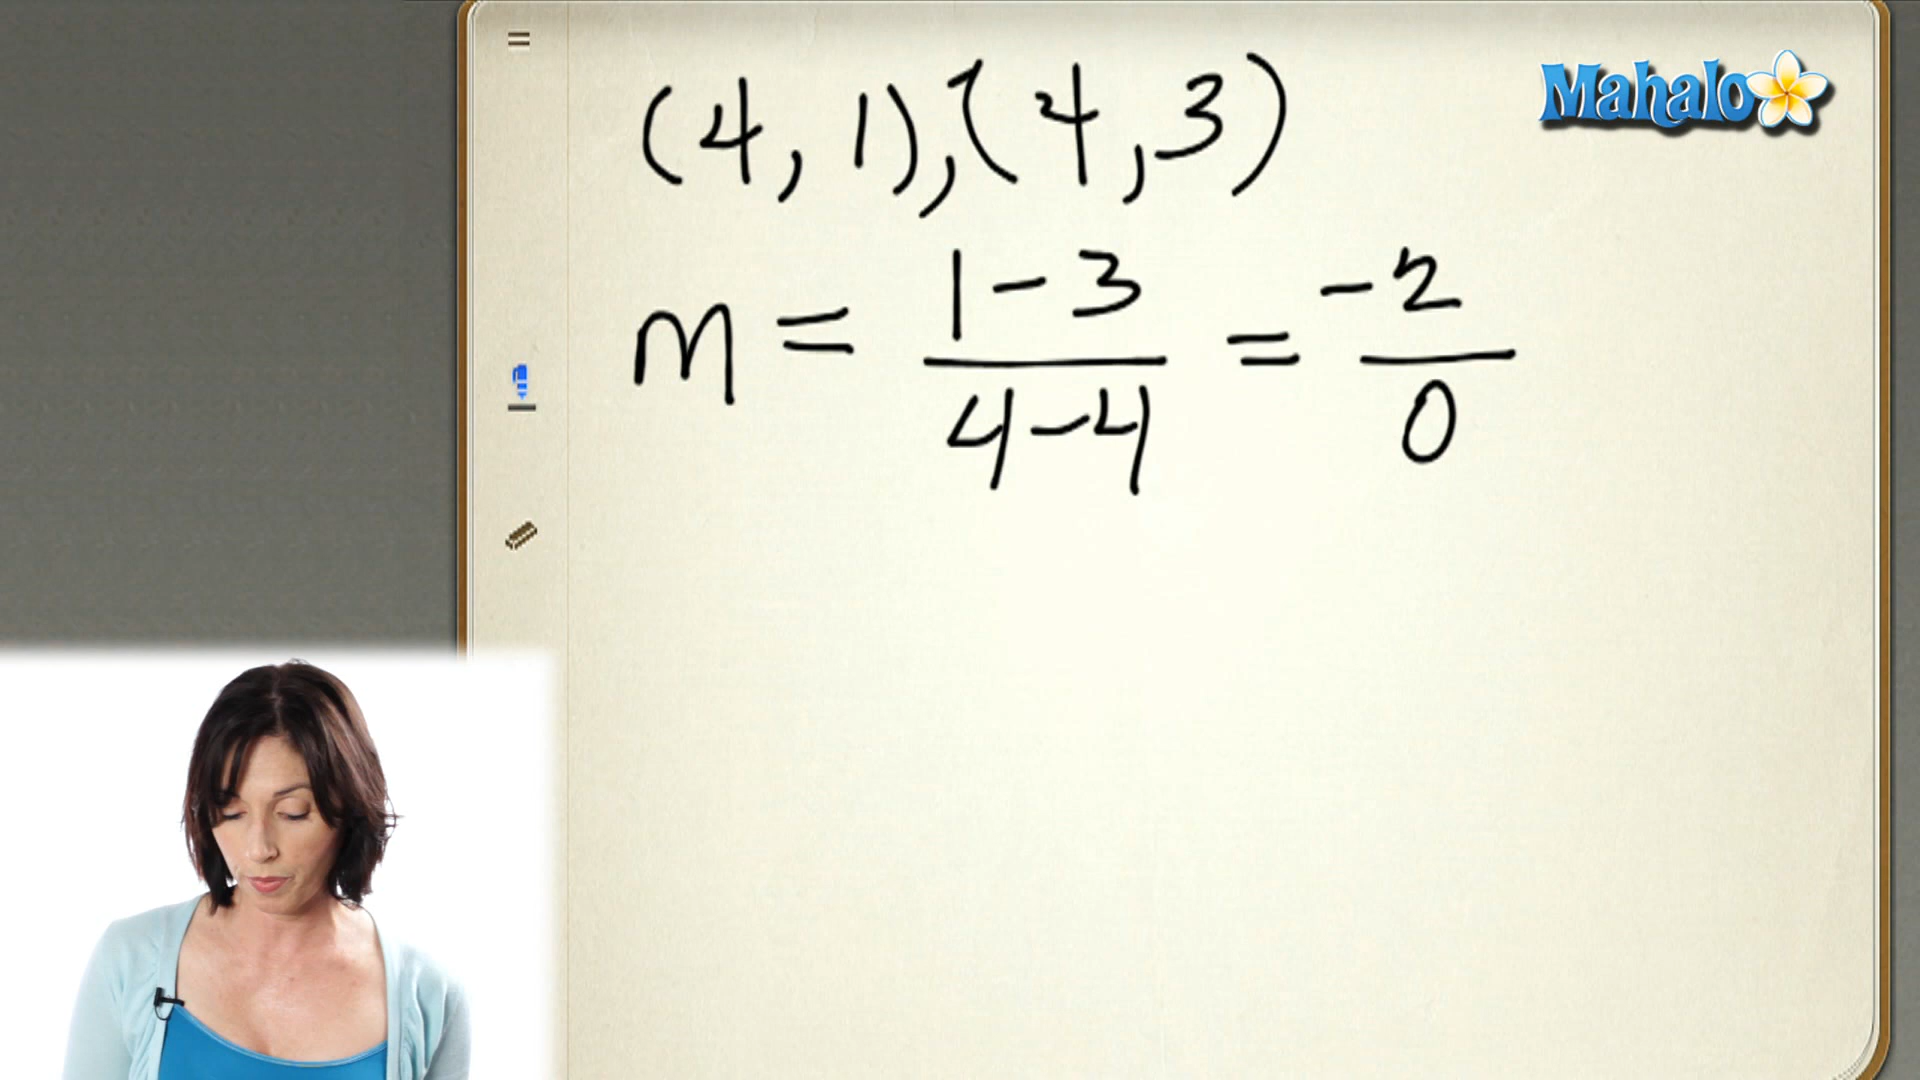 Mahalo
(4, 1), (4, 3)
m = 1 - 3 / 4 - 4 = -2 / 0